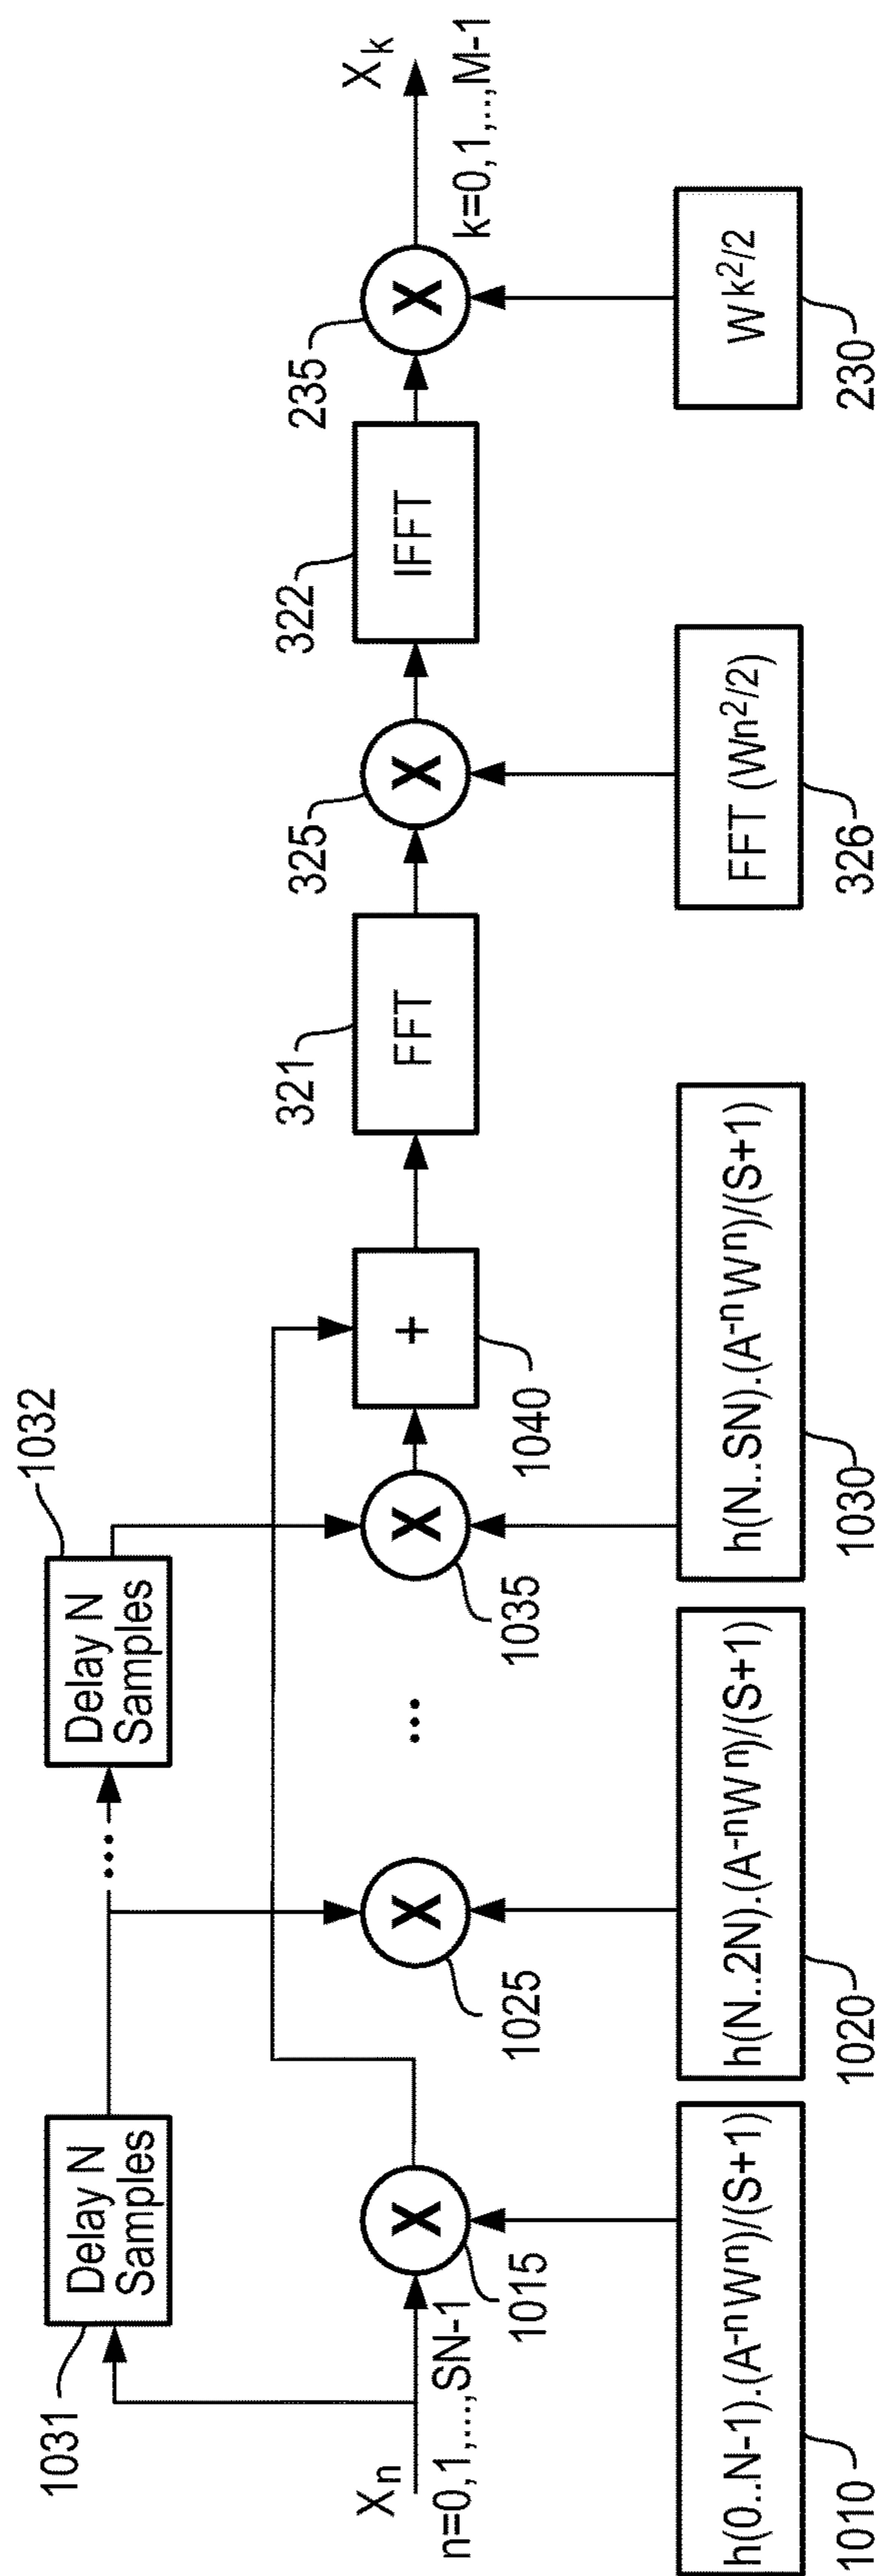 1031
Delay N
Samples
...
Delay N
Samples
1032
Xn
n=0,1,...,SN-1
X
1015
X
1025
...
X
1035
+
1040
321
FFT
325
X
322
IFFT
235
X
Xk
k=0,1,..,M-1
h(0..N-1).(A⁻ⁿWⁿ)/(S+1)
1010
h(N..2N).(A⁻ⁿWⁿ)/(S+1)
1020
h(N..SN).(A⁻ⁿWⁿ)/(S+1)
1030
FFT (Wⁿ²/2)
326
W k²/2
230